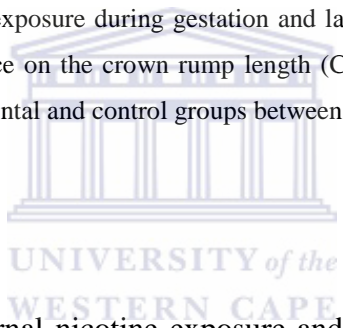 exposure during gestation and la
ce on the crown rump length (C
ntal and control groups between
UNIVERSITY of the
WESTERN CAPE
rnal nicotine exposure and